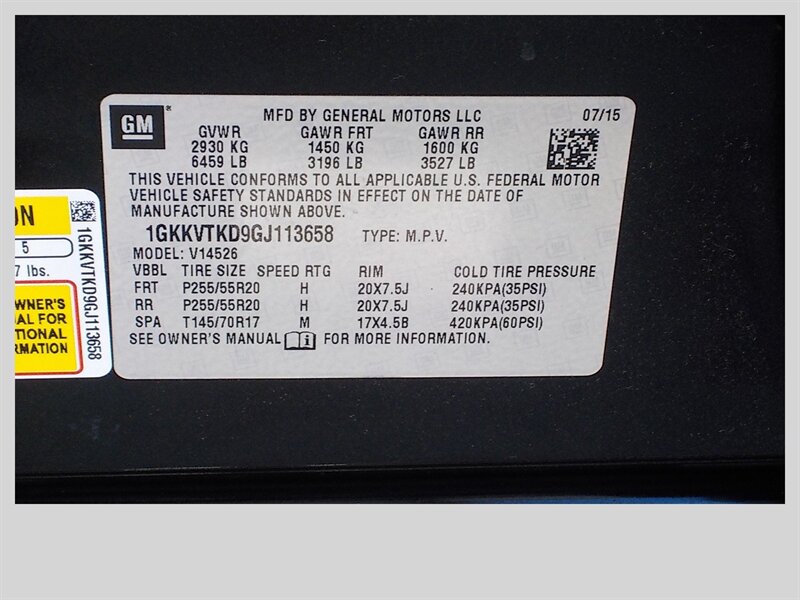 GM®
MFD BY GENERAL MOTORS LLC 07/15
GVWR GAWR FRT GAWR RR
2930 KG 1450 KG 1600 KG
6459 LB 3196 LB 3527 LB
THIS VEHICLE CONFORMS TO ALL APPLICABLE U.S. FEDERAL MOTOR
VEHICLE SAFETY STANDARDS IN EFFECT ON THE DATE OF
MANUFACTURE SHOWN ABOVE.
1GKKVTKD9GJ113658 TYPE: M.P.V.
MODEL: V14526
VBBL TIRE SIZE SPEED RTG RIM COLD TIRE PRESSURE
FRT P255/55R20 H 20X7.5J 240KPA(35PSI)
RR P255/55R20 H 20X7.5J 240KPA(35PSI)
SPA T145/70R17 M 17X4.5B 420KPA(60PSI)
SEE OWNER'S MANUAL FOR MORE INFORMATION.
ON
5
7 lbs.
WNER'S
AL FOR
TIONAL
RMATION
1GKKVTKD9GJ113658